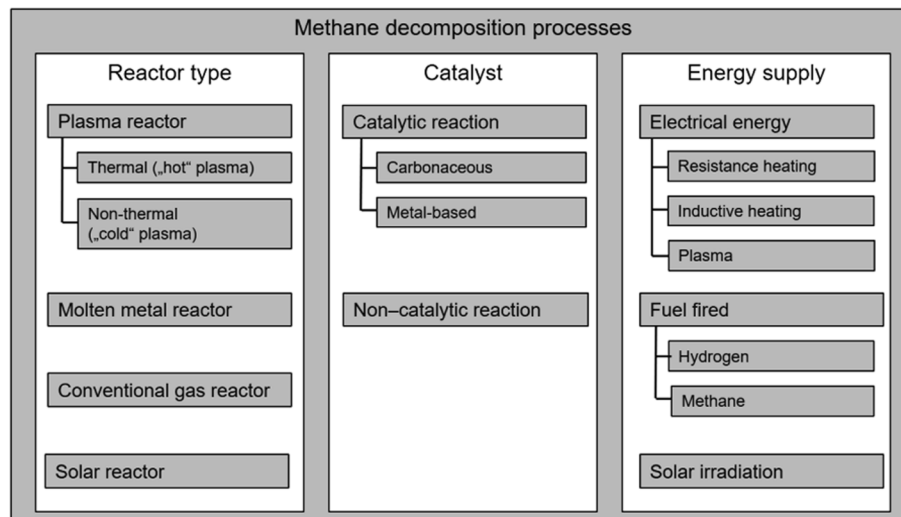 Methane decomposition processes
Reactor type
Plasma reactor
Thermal („hot“ plasma)
Non-thermal
(„cold“ plasma)
Molten metal reactor
Conventional gas reactor
Solar reactor
Catalyst
Catalytic reaction
Carbonaceous
Metal-based
Non–catalytic reaction
Energy supply
Electrical energy
Resistance heating
Inductive heating
Plasma
Fuel fired
Hydrogen
Methane
Solar irradiation